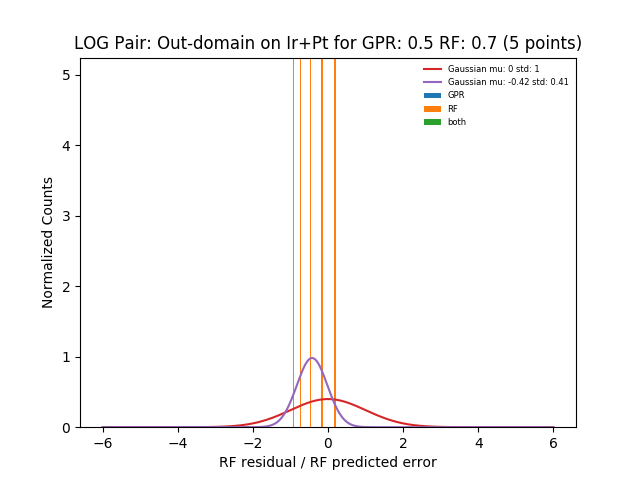 LOG Pair: Out-domain on Ir+Pt for GPR: 0.5 RF: 0.7 (5 points)
Gaussian mu: 0 std: 1
Gaussian mu: -0.42 std: 0.41
GPR
RF
both
Normalized Counts
5
4
3
2
1
0
−6
−4
−2
0
2
4
6
RF residual / RF predicted error